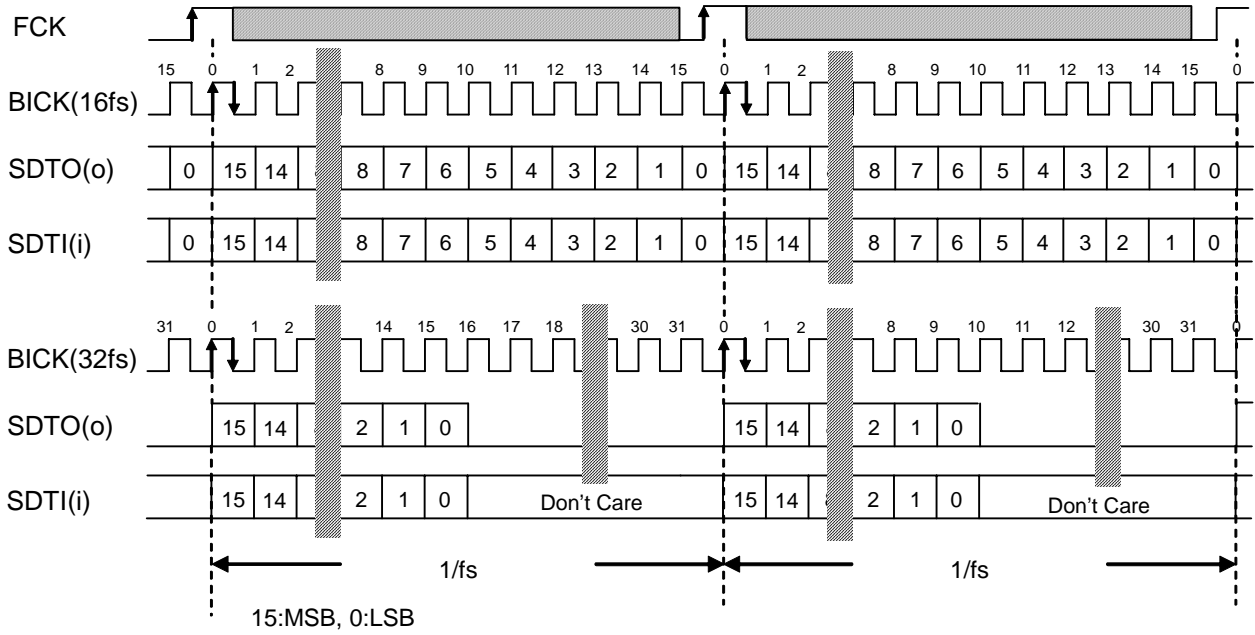 FCK
15 0 1 2 8 9 10 11 12 13 14 15 0 1 2 8 9 10 11 12 13 14 15 0
BICK(16fs)
SDTO(o) 0 15 14 8 7 6 5 4 3 2 1 0 15 14 8 7 6 5 4 3 2 1 0
SDTI(i) 0 15 14 8 7 6 5 4 3 2 1 0 15 14 8 7 6 5 4 3 2 1 0
31 0 1 2 14 15 16 17 18 30 31 0 1 2 8 9 10 11 12 30 31 0
BICK(32fs)
SDTO(o) 15 14 2 1 0 15 14 2 1 0
SDTI(i) 15 14 2 1 0 Don't Care 15 14 2 1 0 Don't Care
1/fs 1/fs
15:MSB, 0:LSB